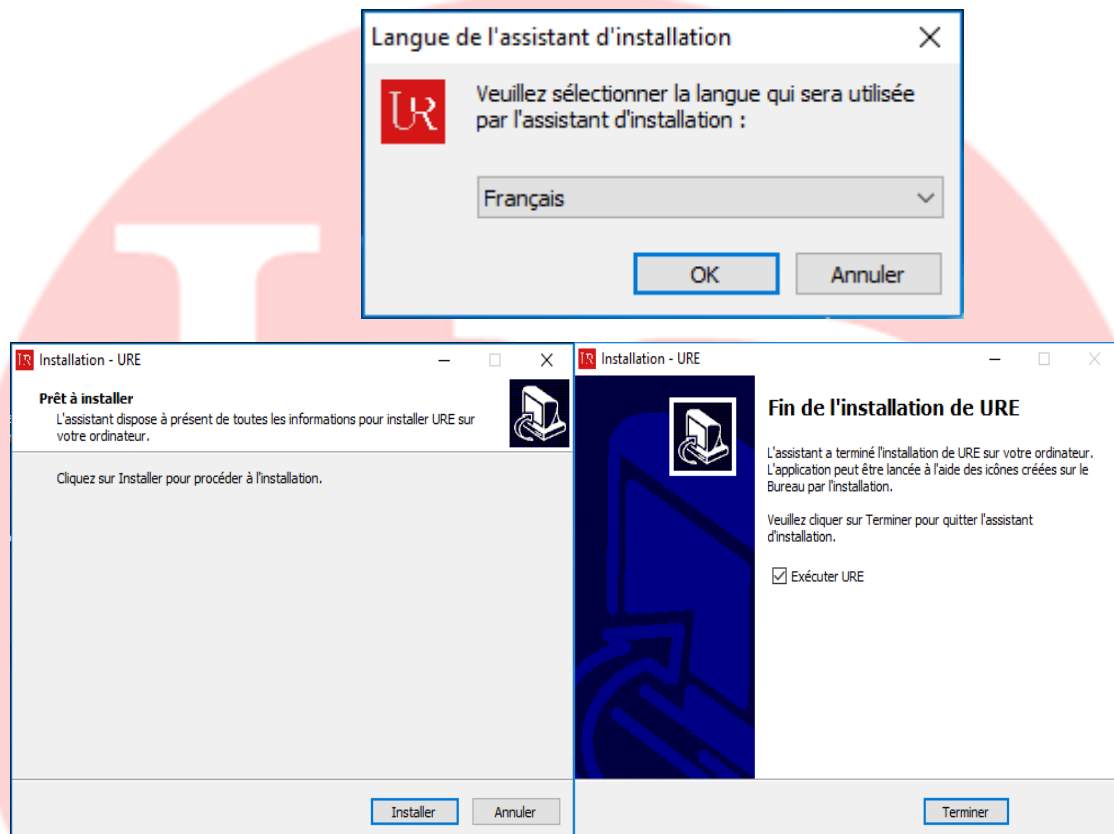 Langue de l'assistant d'installation
UR
Veuillez sélectionner la langue qui sera utilisée
par l'assistant d'installation :
Français
OK
Annuler
Installation - URE
Prêt à installer
L'assistant dispose à présent de toutes les informations pour installer URE sur
votre ordinateur.
Cliquez sur Installer pour procéder à l'installation.
Installer
Annuler
Installation - URE
Fin de l'installation de URE
L'assistant a terminé l'installation de URE sur votre ordinateur.
L'application peut être lancée à l'aide des icônes créées sur le
Bureau par l'installation.
Veuillez cliquer sur Terminer pour quitter l'assistant
d'installation.
Exécuter URE
Terminer